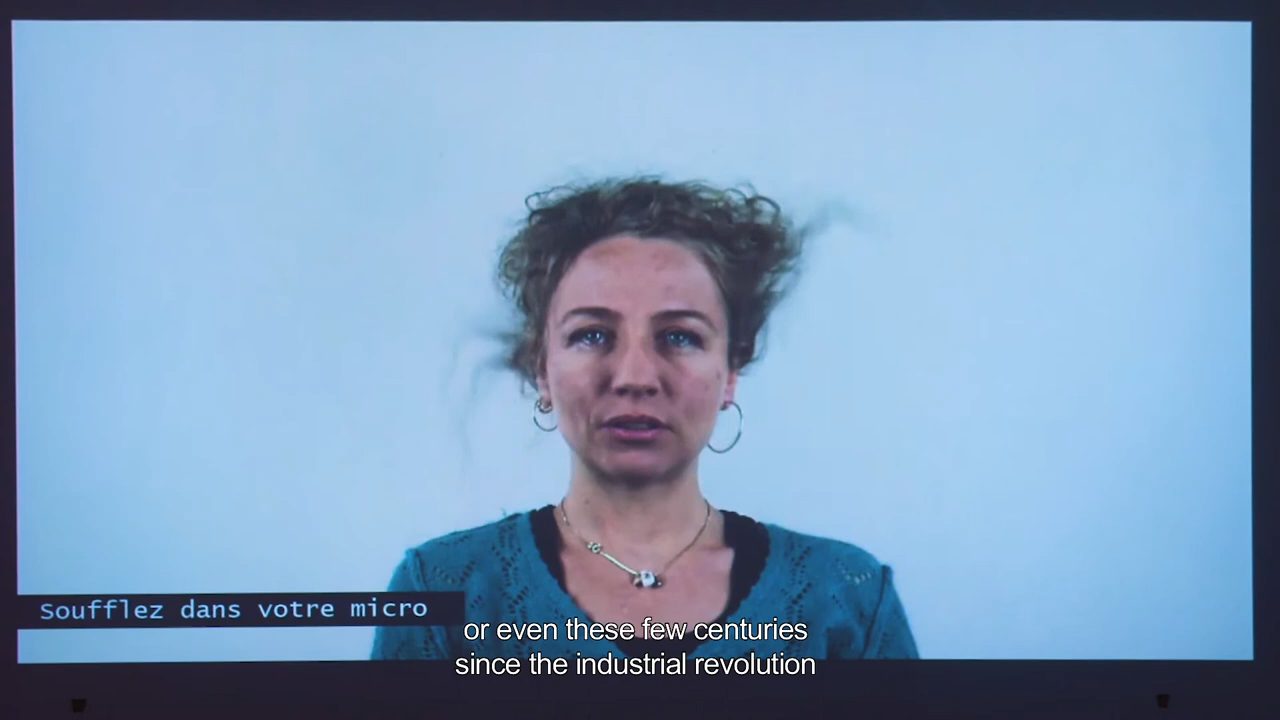 Soufflez dans votre micro
or even these few centuries
since the industrial revolution